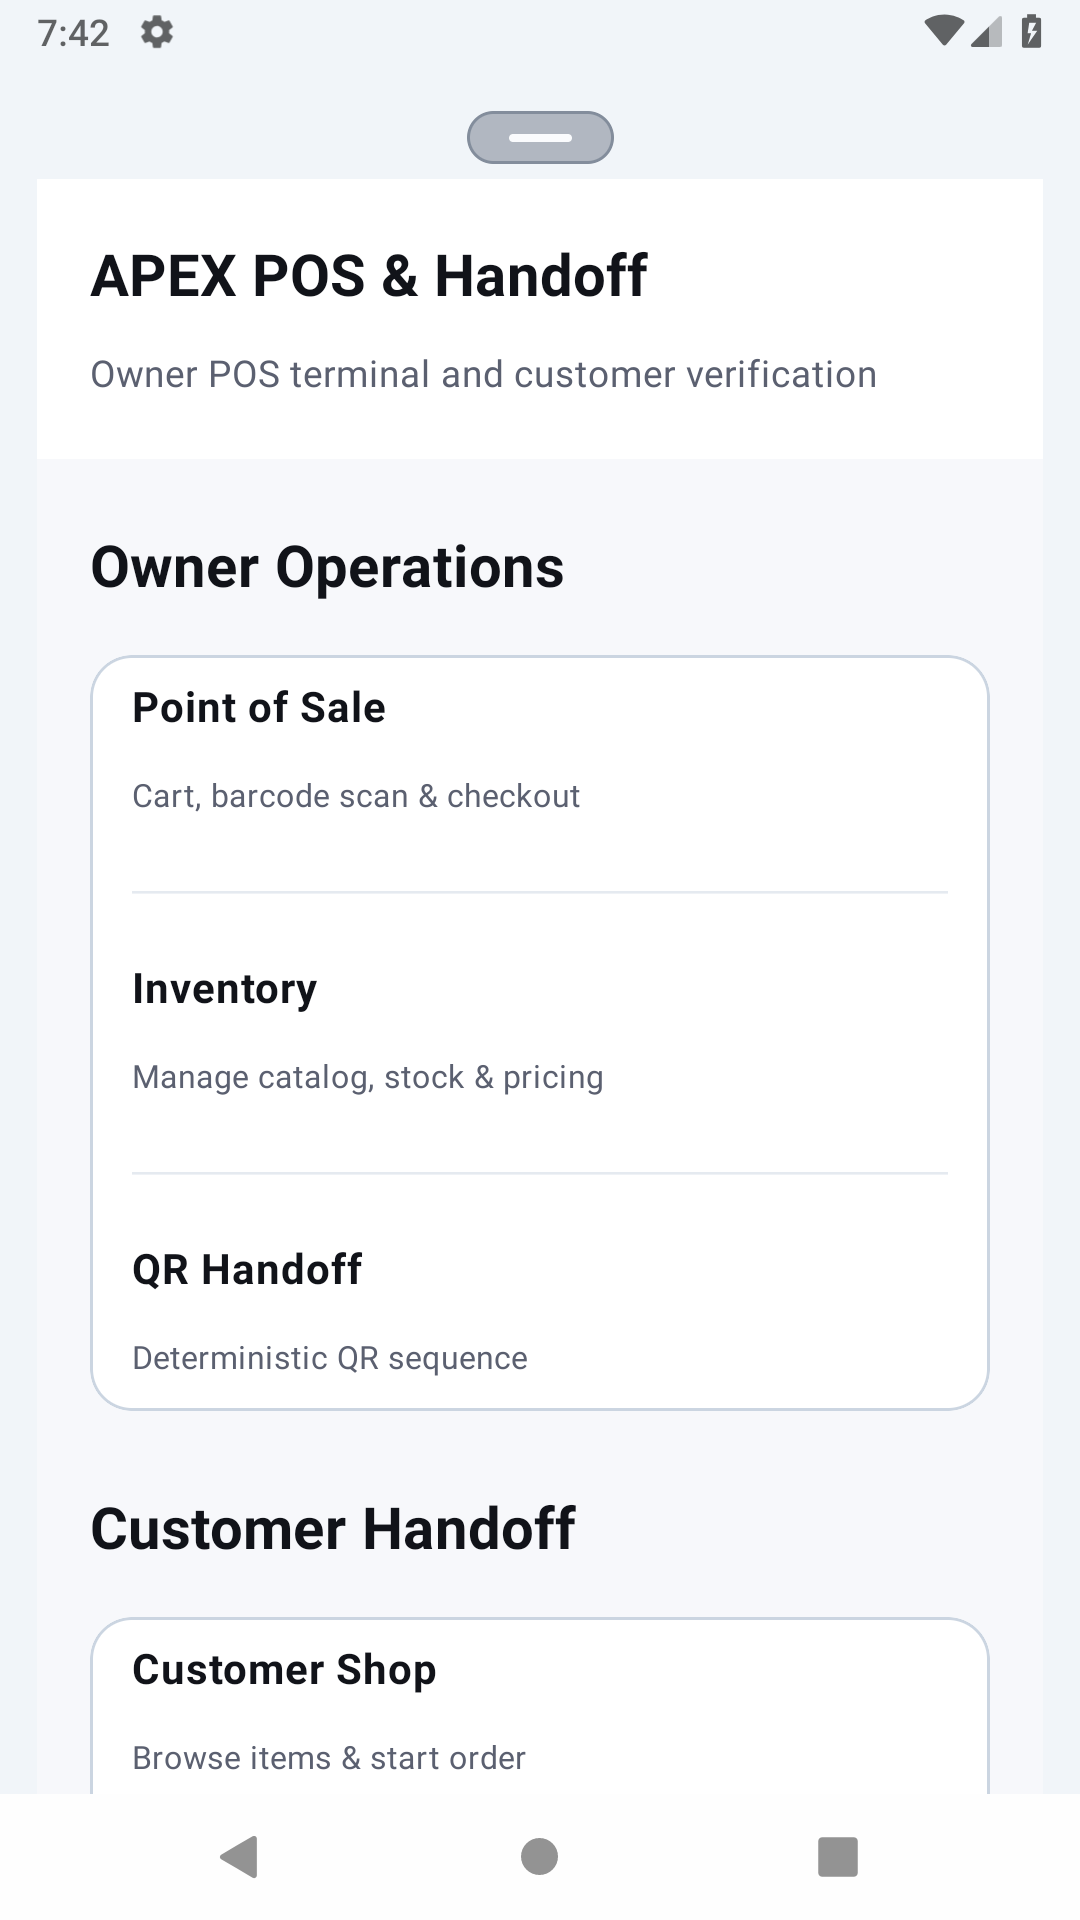 7:42
APEX POS & Handoff
Owner POS terminal and customer verification
Owner Operations
Point of Sale
Cart, barcode scan & checkout
Inventory
Manage catalog, stock & pricing
QR Handoff
Deterministic QR sequence
Customer Handoff
Customer Shop
Browse items & start order